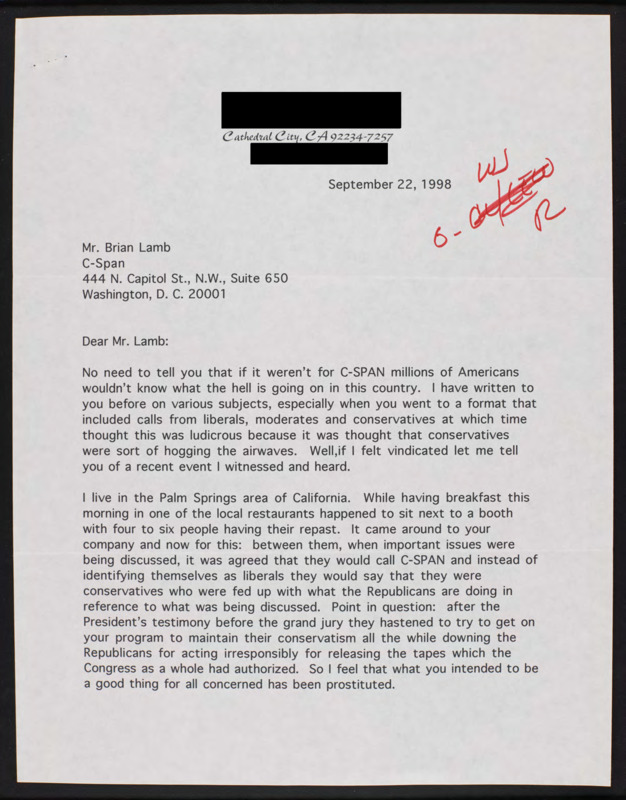 Cathedral City, CA 92234-7257
September 22, 1998
W
6-
R
Mr. Brian Lamb
C-Span
444 N. Capitol St., N.W., Suite 650
Washington, D. C. 20001
Dear Mr. Lamb:
No need to tell you that if it weren't for C-SPAN millions of Americans
wouldn't know what the hell is going on in this country.  I have written to
you before on various subjects, especially when you went to a format that
included calls from liberals, moderates and conservatives at which time
thought this was ludicrous because it was thought that conservatives
were sort of hogging the airwaves.  Well,if I felt vindicated let me tell
you of a recent event I witnessed and heard.
I live in the Palm Springs area of California.  While having breakfast this
morning in one of the local restaurants happened to sit next to a booth
with four to six people having their repast.  It came around to your
company and now for this:  between them, when important issues were
being discussed, it was agreed that they would call C-SPAN and instead of
identifying themselves as liberals they would say that they were
conservatives who were fed up with what the Republicans are doing in
reference to what was being discussed.  Point in question:  after the
President's testimony before the grand jury they hastened to try to get on
your program to maintain their conservatism all the while downing the
Republicans for acting irresponsibly for releasing the tapes which the
Congress as a whole had authorized.  So I feel that what you intended to be
a good thing for all concerned has been prostituted.